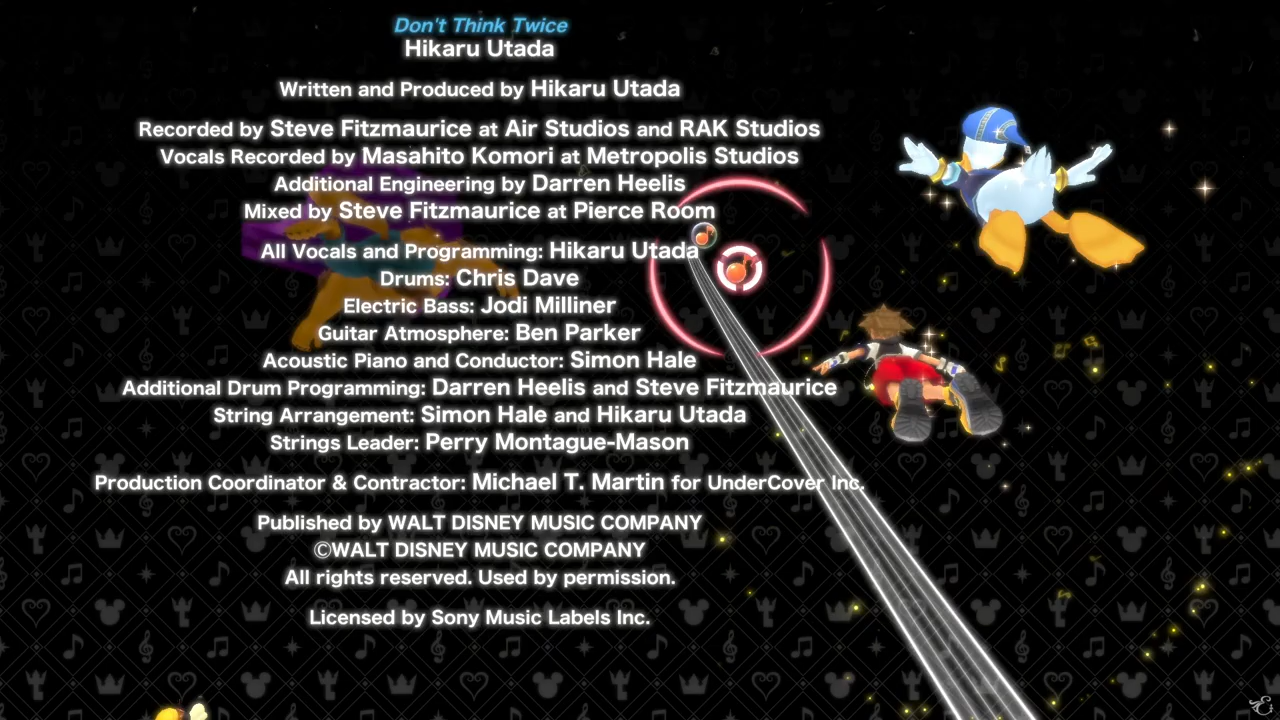 Don't Think Twice
Hikaru Utada
Written and Produced by Hikaru Utada
Recorded by Steve Fitzmaurice at Air Studios and RAK Studios
Vocals Recorded by Masahito Komori at Metropolis Studios
Additional Engineering by Darren Heelis
Mixed by Steve Fitzmaurice at Pierce Room
All Vocals and Programming: Hikaru Utada
Drums: Chris Dave
Electric Bass: Jodi Milliner
Guitar Atmosphere: Ben Parker
Acoustic Piano and Conductor: Simon Hale
Additional Drum Programming: Darren Heelis and Steve Fitzmaurice
String Arrangement: Simon Hale and Hikaru Utada
Strings Leader: Perry Montague-Mason
Production Coordinator & Contractor: Michael T. Martin for UnderCover Inc.
Published by WALT DISNEY MUSIC COMPANY
©WALT DISNEY MUSIC COMPANY
All rights reserved. Used by permission.
Licensed by Sony Music Labels Inc.